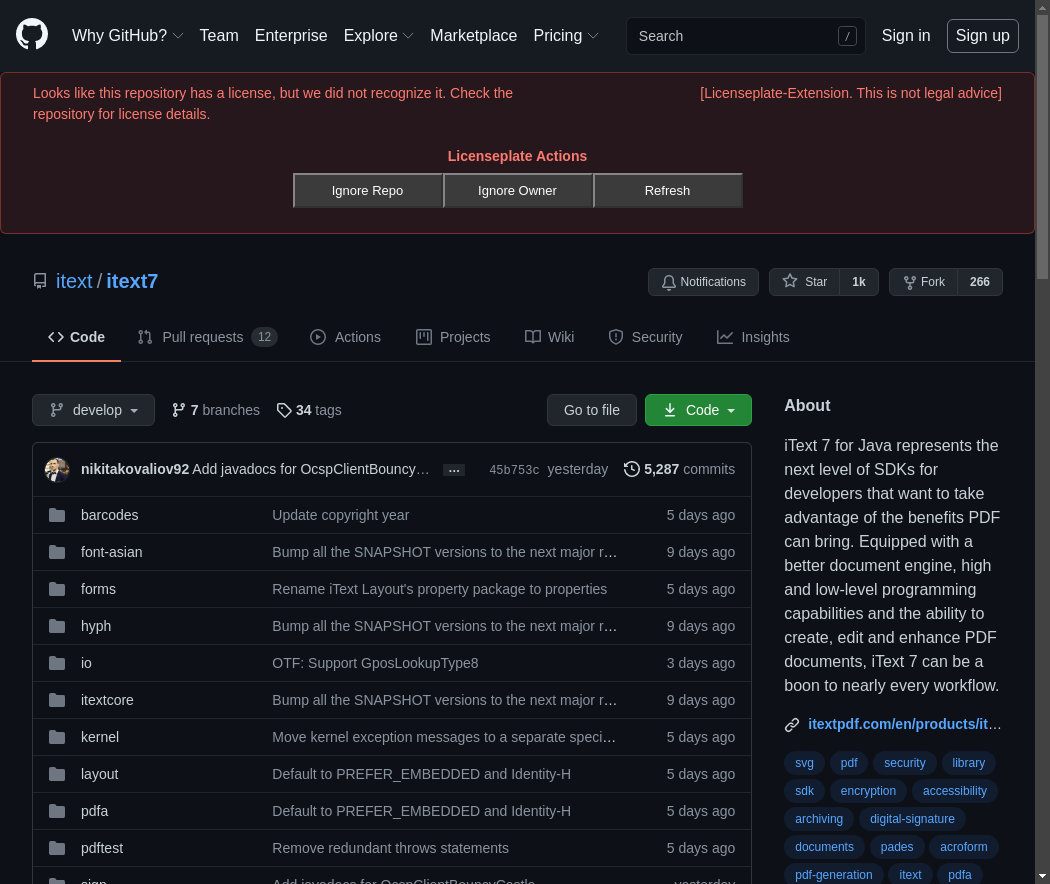 Why GitHub? Team Enterprise Explore Marketplace Pricing Search / Sign in Sign up
Looks like this repository has a license, but we did not recognize it. Check the
repository for license details.
[Licenseplate-Extension. This is not legal advice]
Licenseplate Actions
Ignore Repo Ignore Owner Refresh
itext / itext7
Notifications Star 1k Fork 266
Code Pull requests 12 Actions Projects Wiki Security Insights
develop 7 branches 34 tags Go to file Code
nikitakovaliov92 Add javadocs for OcspClientBouncy… … 45b753c yesterday 5,287 commits
barcodes Update copyright year 5 days ago
font-asian Bump all the SNAPSHOT versions to the next major r… 9 days ago
forms Rename iText Layout's property package to properties 5 days ago
hyph Bump all the SNAPSHOT versions to the next major r… 9 days ago
io OTF: Support GposLookupType8 3 days ago
itextcore Bump all the SNAPSHOT versions to the next major r… 9 days ago
kernel Move kernel exception messages to a separate speci… 5 days ago
layout Default to PREFER_EMBEDDED and Identity-H 5 days ago
pdfa Default to PREFER_EMBEDDED and Identity-H 5 days ago
pdftest Remove redundant throws statements 5 days ago
sign Add javadocs for OcspClientBouncyCastle yesterday
About
iText 7 for Java represents the
next level of SDKs for
developers that want to take
advantage of the benefits PDF
can bring. Equipped with a
better document engine, high
and low-level programming
capabilities and the ability to
create, edit and enhance PDF
documents, iText 7 can be a
boon to nearly every workflow.
itextpdf.com/en/products/it…
svg pdf security library
sdk encryption accessibility
archiving digital-signature
documents pades acroform
pdf-generation itext pdfa